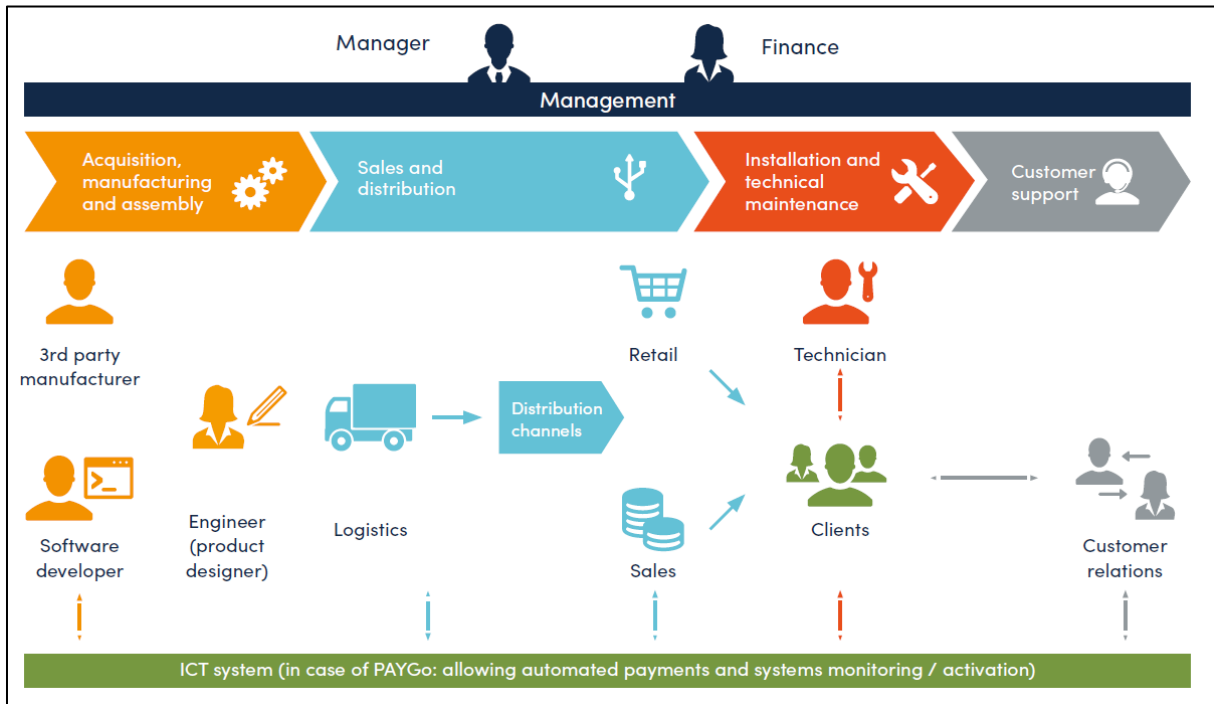 Manager
Finance
Management
Acquisition,
manufacturing
and assembly
Sales and
distribution
Installation and
technical
maintenance
Customer
support
3rd party
manufacturer
Retail
Technician
Distribution
channels
Software
developer
Engineer
(product
designer)
Logistics
Sales
Clients
Customer
relations
ICT system (in case of PAYGo: allowing automated payments and systems monitoring / activation)